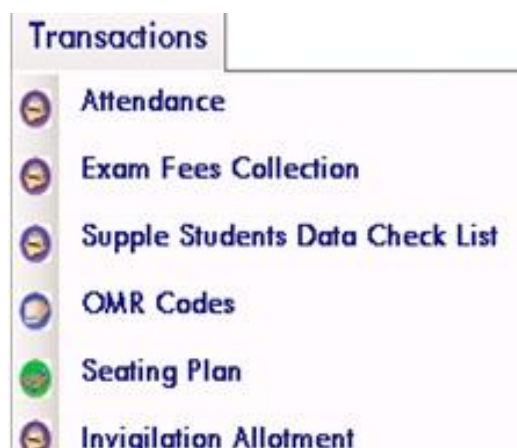 Transactions
Attendance
Exam Fees Collection
Supple Students Data Check List
OMR Codes
Seating Plan
Invigilation Allotment